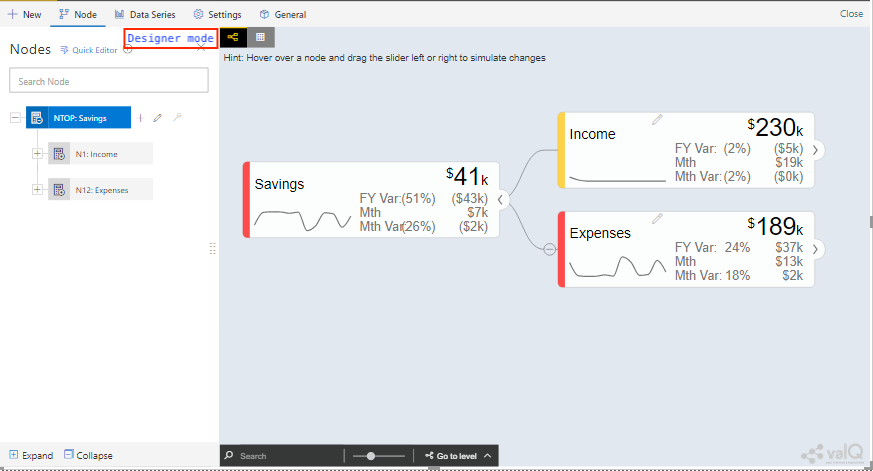 New Node Data Series Settings General Close
Designer mode
Nodes Quick Editor
Hint: Hover over a node and drag the slider left or right to simulate changes
Search Node
NTOP: Savings
N1: Income
N12: Expenses
Savings
$41k
FY Var:(51%) ($43k)
Mth $7k
Mth Var(26%) ($2k)
Income
$230k
FY Var: (2%) ($5k)
Mth $19k
Mth Var:(2%) ($0k)
Expenses
$189k
FY Var: 24% $37k
Mth $13k
Mth Var: 18% $2k
Expand Collapse
Search Go to level
valQ